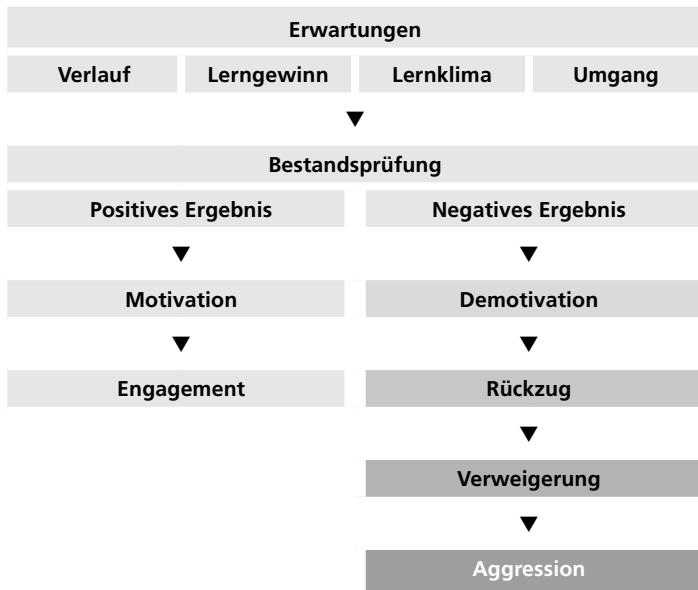 Erwartungen
Verlauf Lerngewinn Lernklima Umgang
Bestandsprüfung
Positives Ergebnis Negatives Ergebnis
Motivation Demotivation
Engagement Rückzug
Verweigerung
Aggression